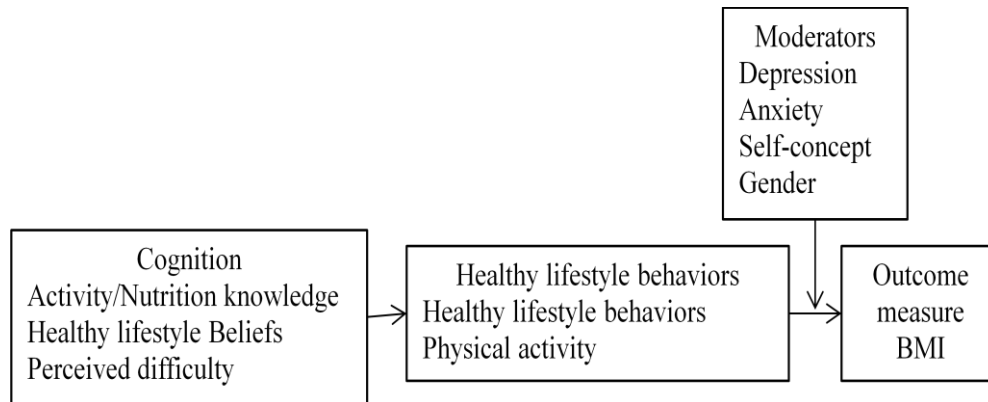 Moderators
Depression
Anxiety
Self-concept
Gender
Cognition
Activity/Nutrition knowledge
Healthy lifestyle Beliefs
Perceived difficulty
Healthy lifestyle behaviors
Healthy lifestyle behaviors
Physical activity
Outcome
measure
BMI